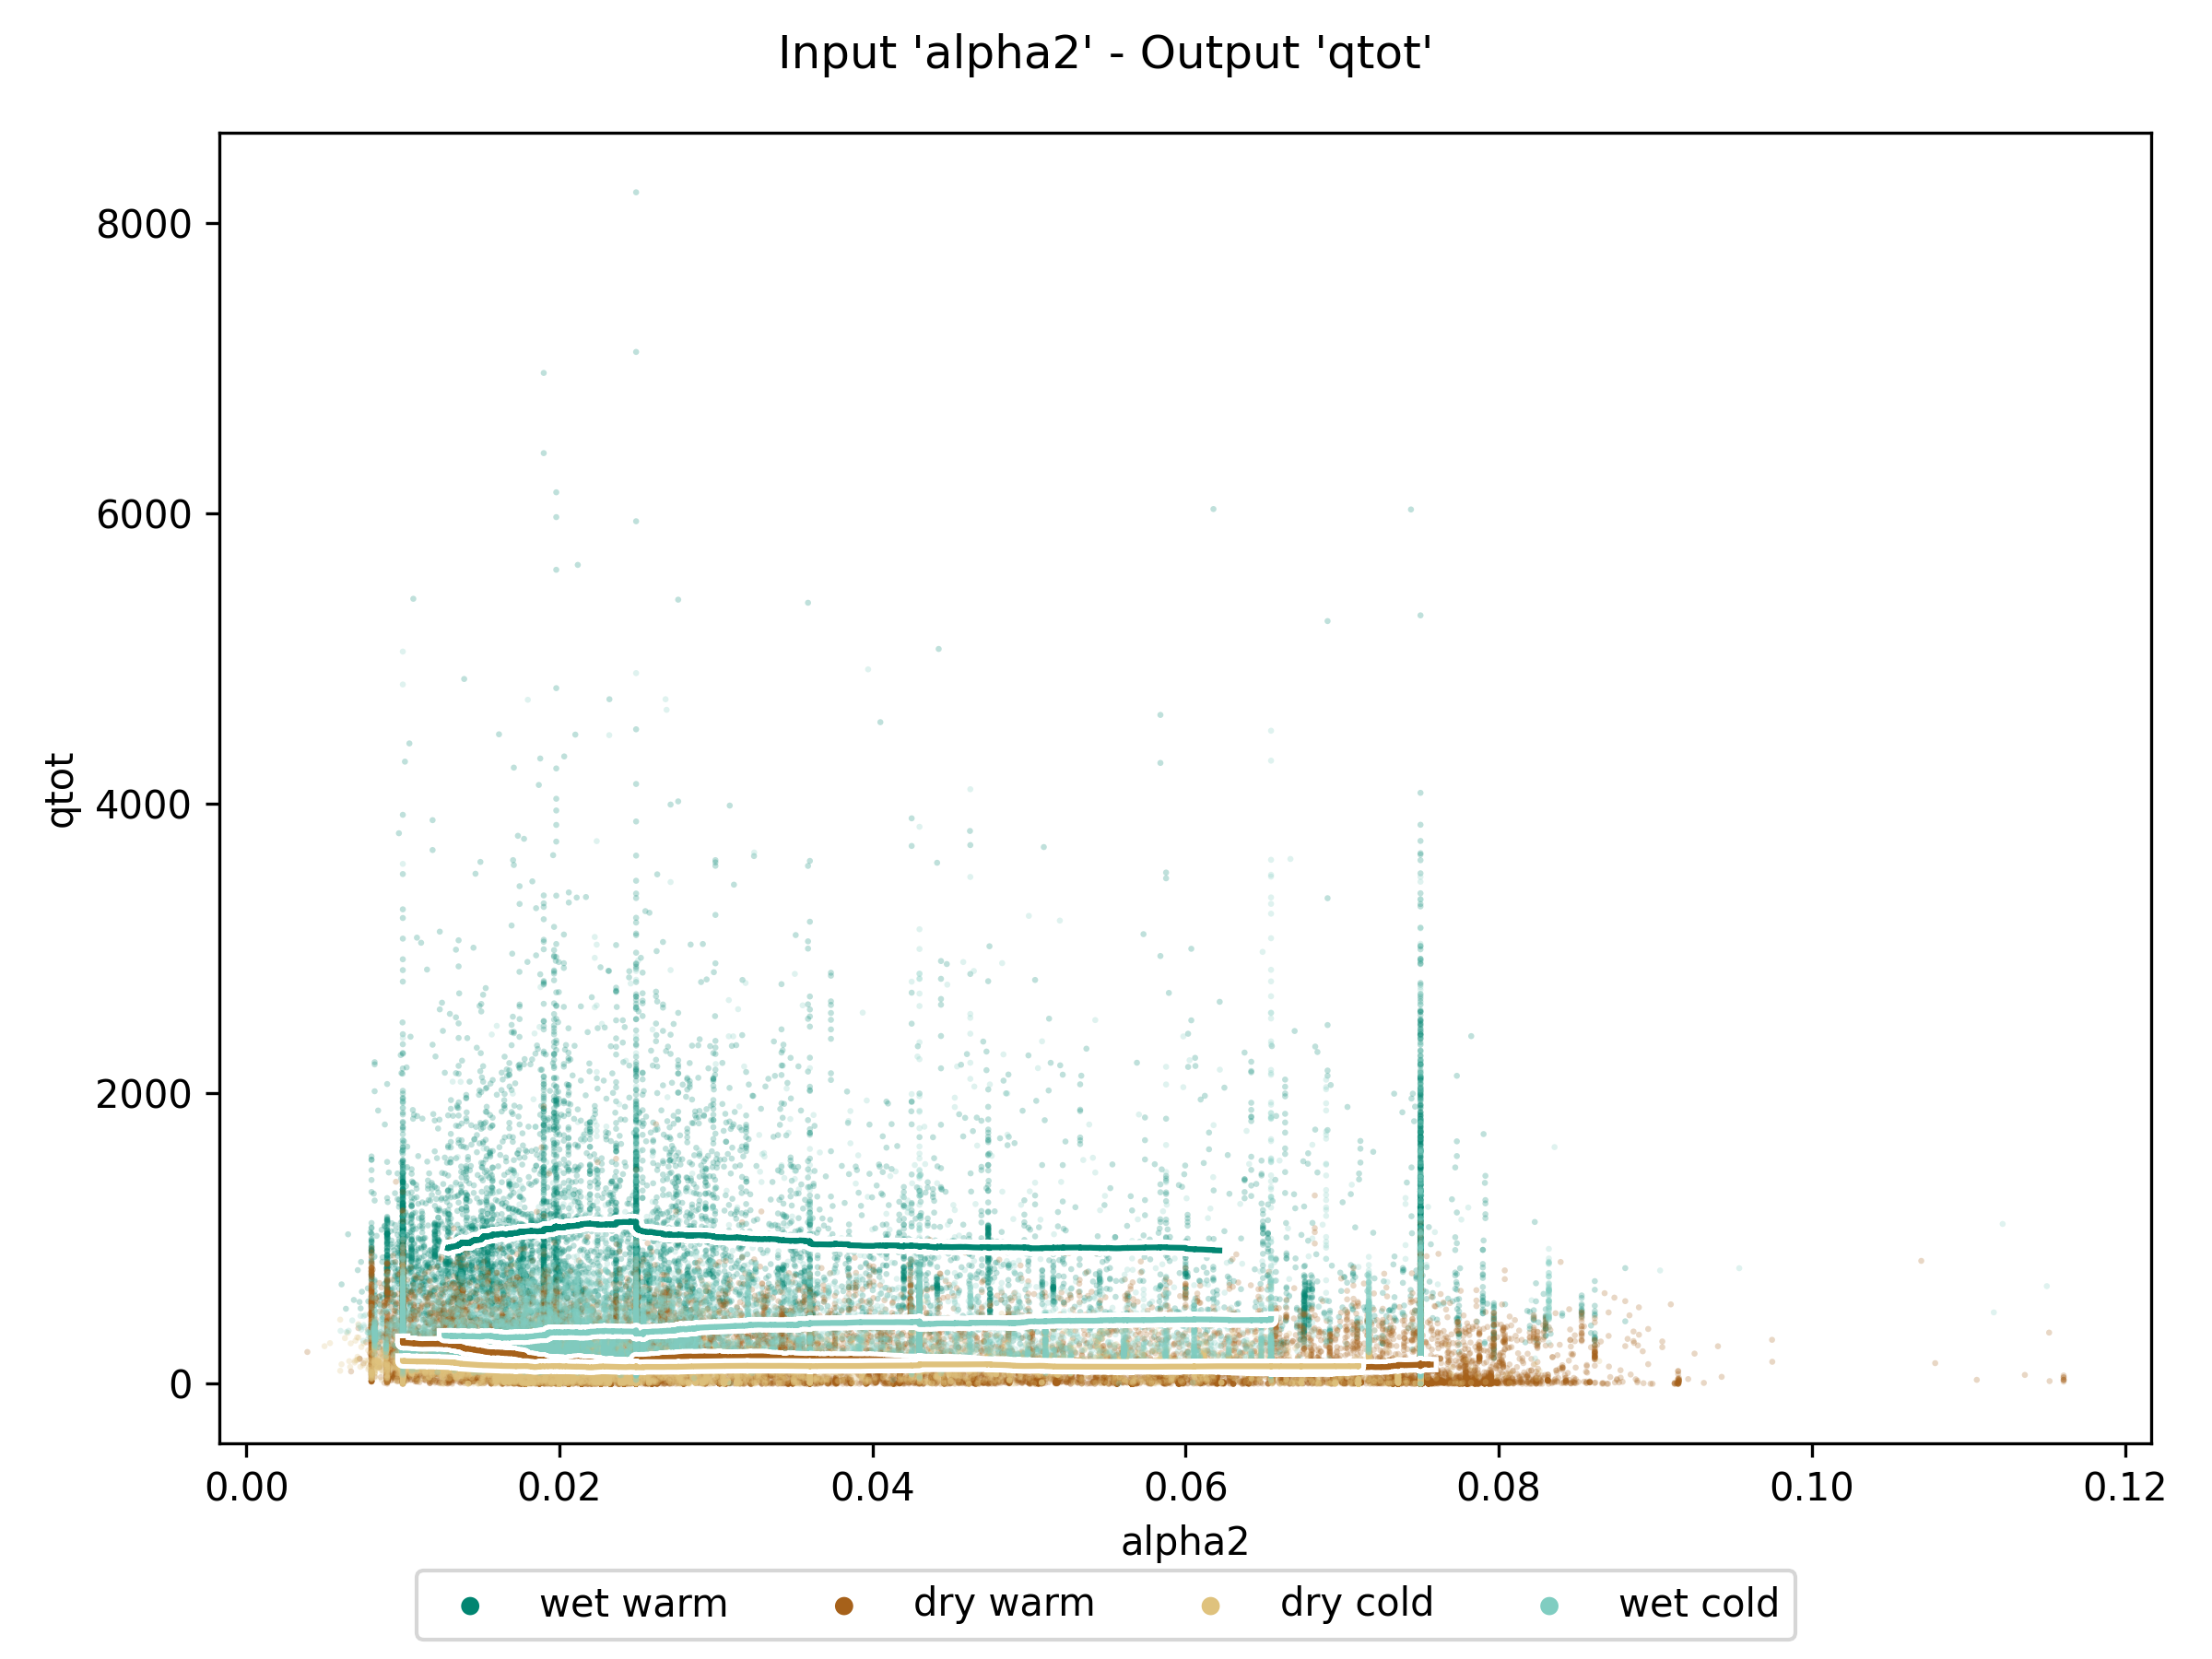 Input 'alpha2' - Output 'qtot'
8000
6000
4000
2000
0
qtot
0.00 0.02 0.04 0.06 0.08 0.10 0.12
alpha2
wet warm dry warm dry cold wet cold